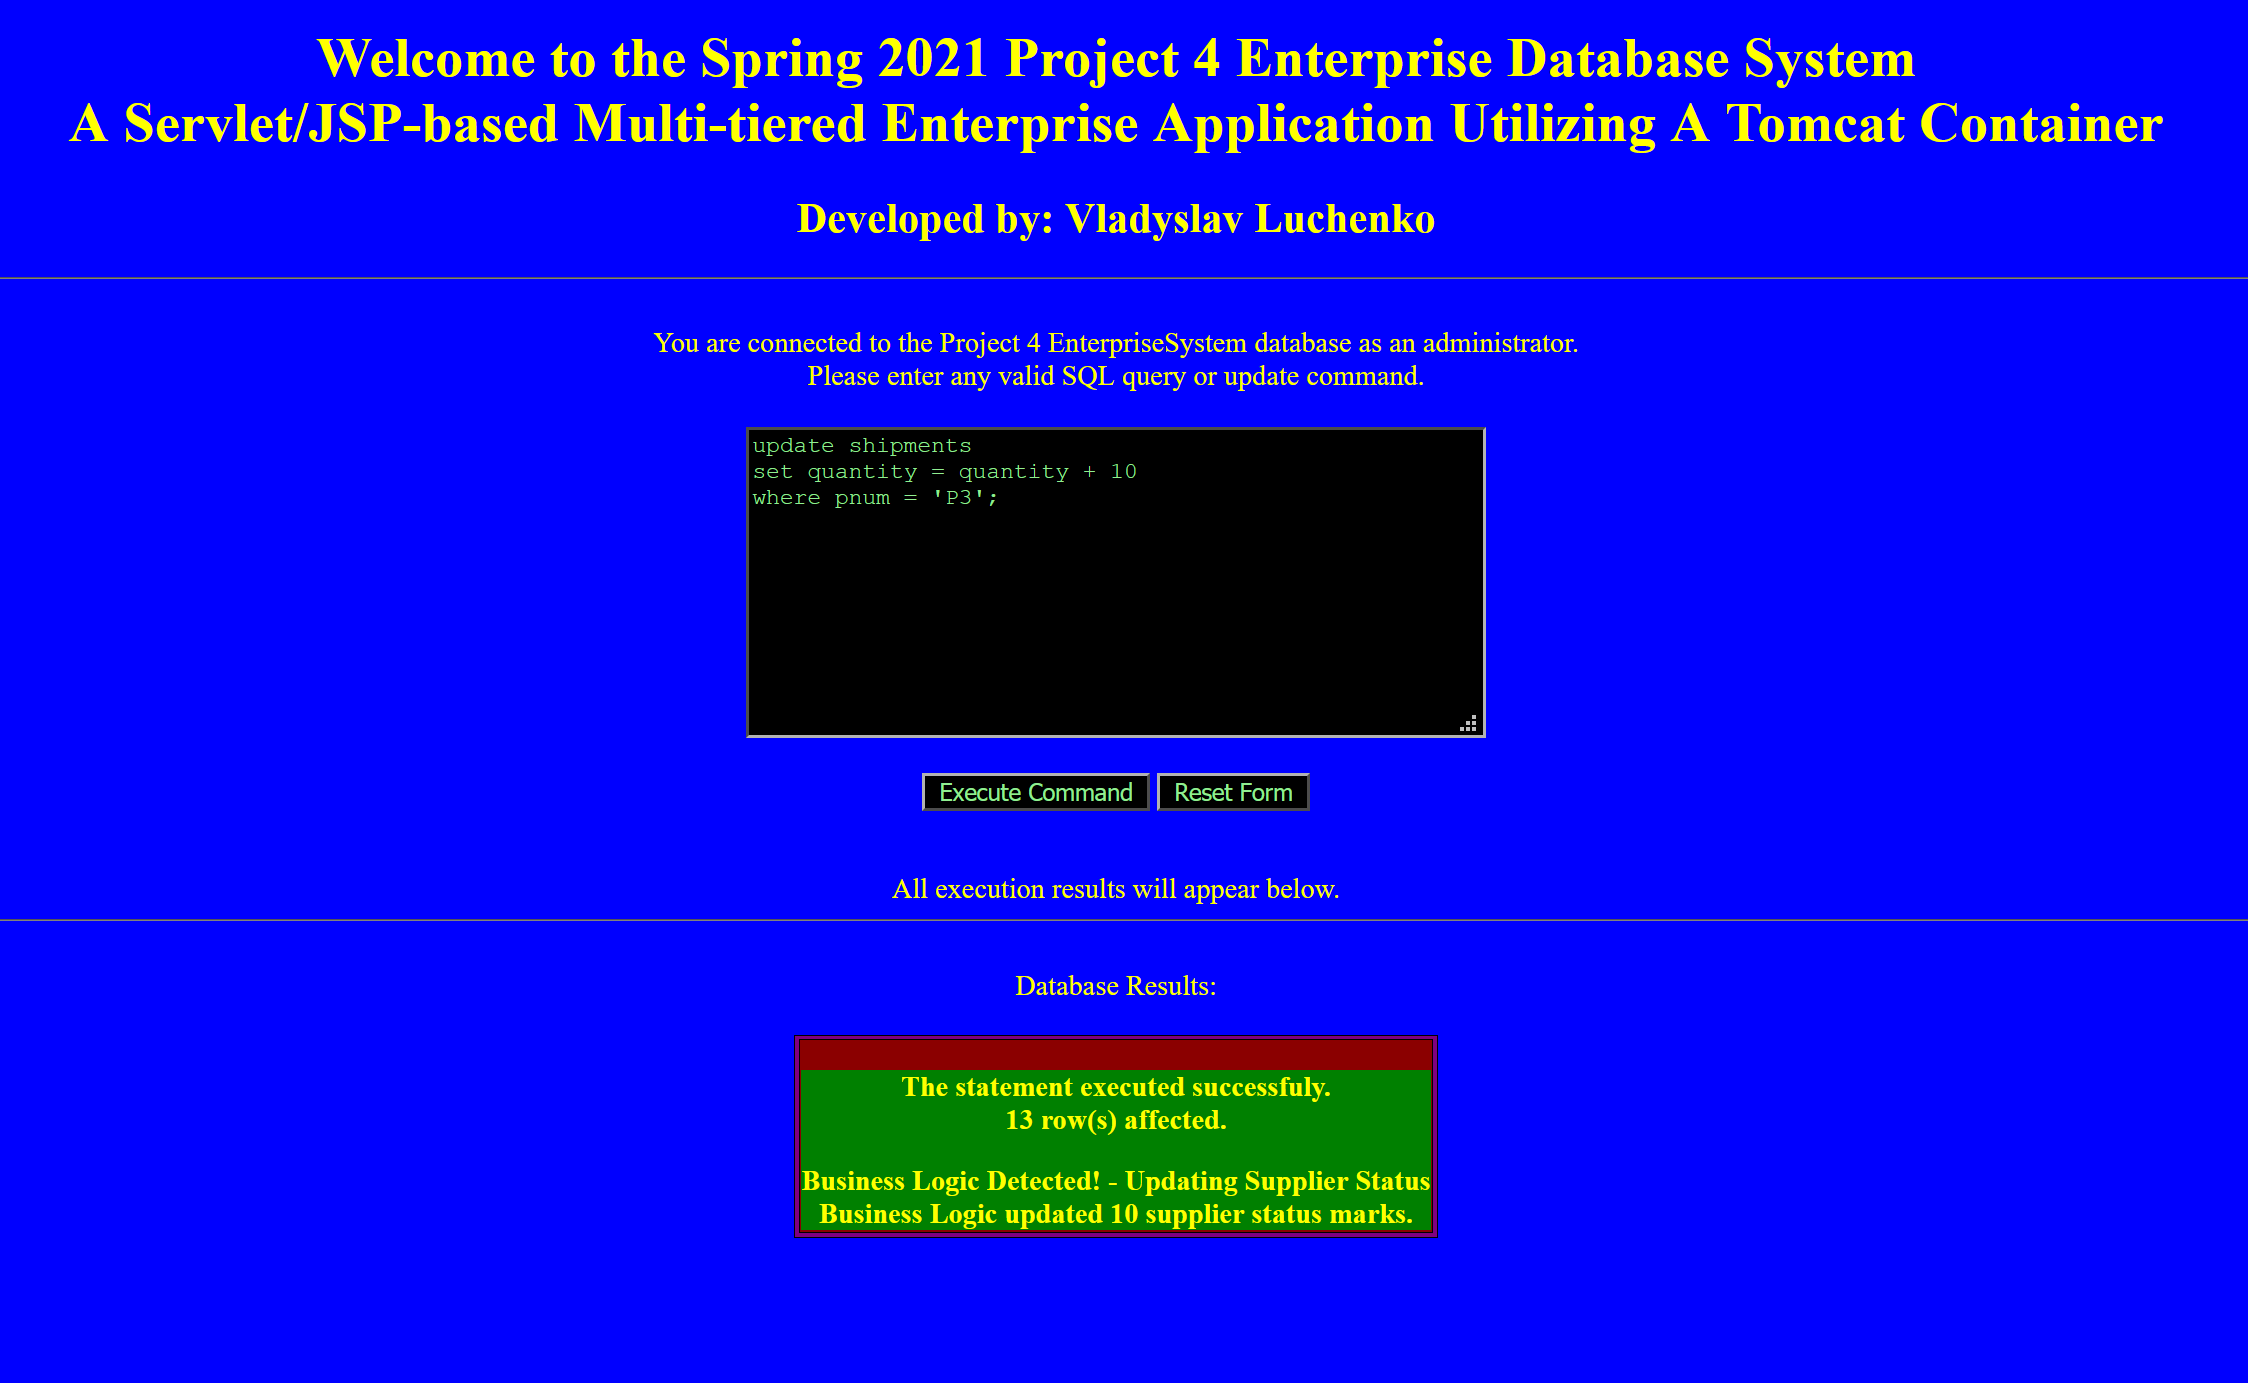 Welcome to the Spring 2021 Project 4 Enterprise Database System
A Servlet/JSP-based Multi-tiered Enterprise Application Utilizing A Tomcat Container
Developed by: Vladyslav Luchenko
You are connected to the Project 4 EnterpriseSystem database as an administrator.
Please enter any valid SQL query or update command.
update shipments
set quantity = quantity + 10
where pnum = 'P3';
Execute Command Reset Form
All execution results will appear below.
Database Results:
The statement executed successfuly.
13 row(s) affected.
Business Logic Detected! - Updating Supplier Status
Business Logic updated 10 supplier status marks.